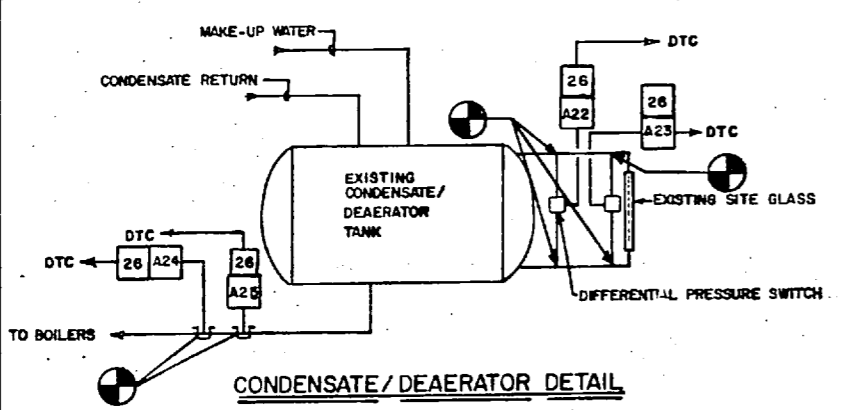 MAKE-UP WATER
CONDENSATE RETURN
DTC
26
A22
26
A23
DTC
EXISTING
CONDENSATE/
DEAERATOR
TANK
EXISTING SITE GLASS
DTC
DTC
26 A24
26
A25
DIFFERENTIAL PRESSURE SWITCH
TO BOILERS
CONDENSATE/DEAERATOR DETAIL